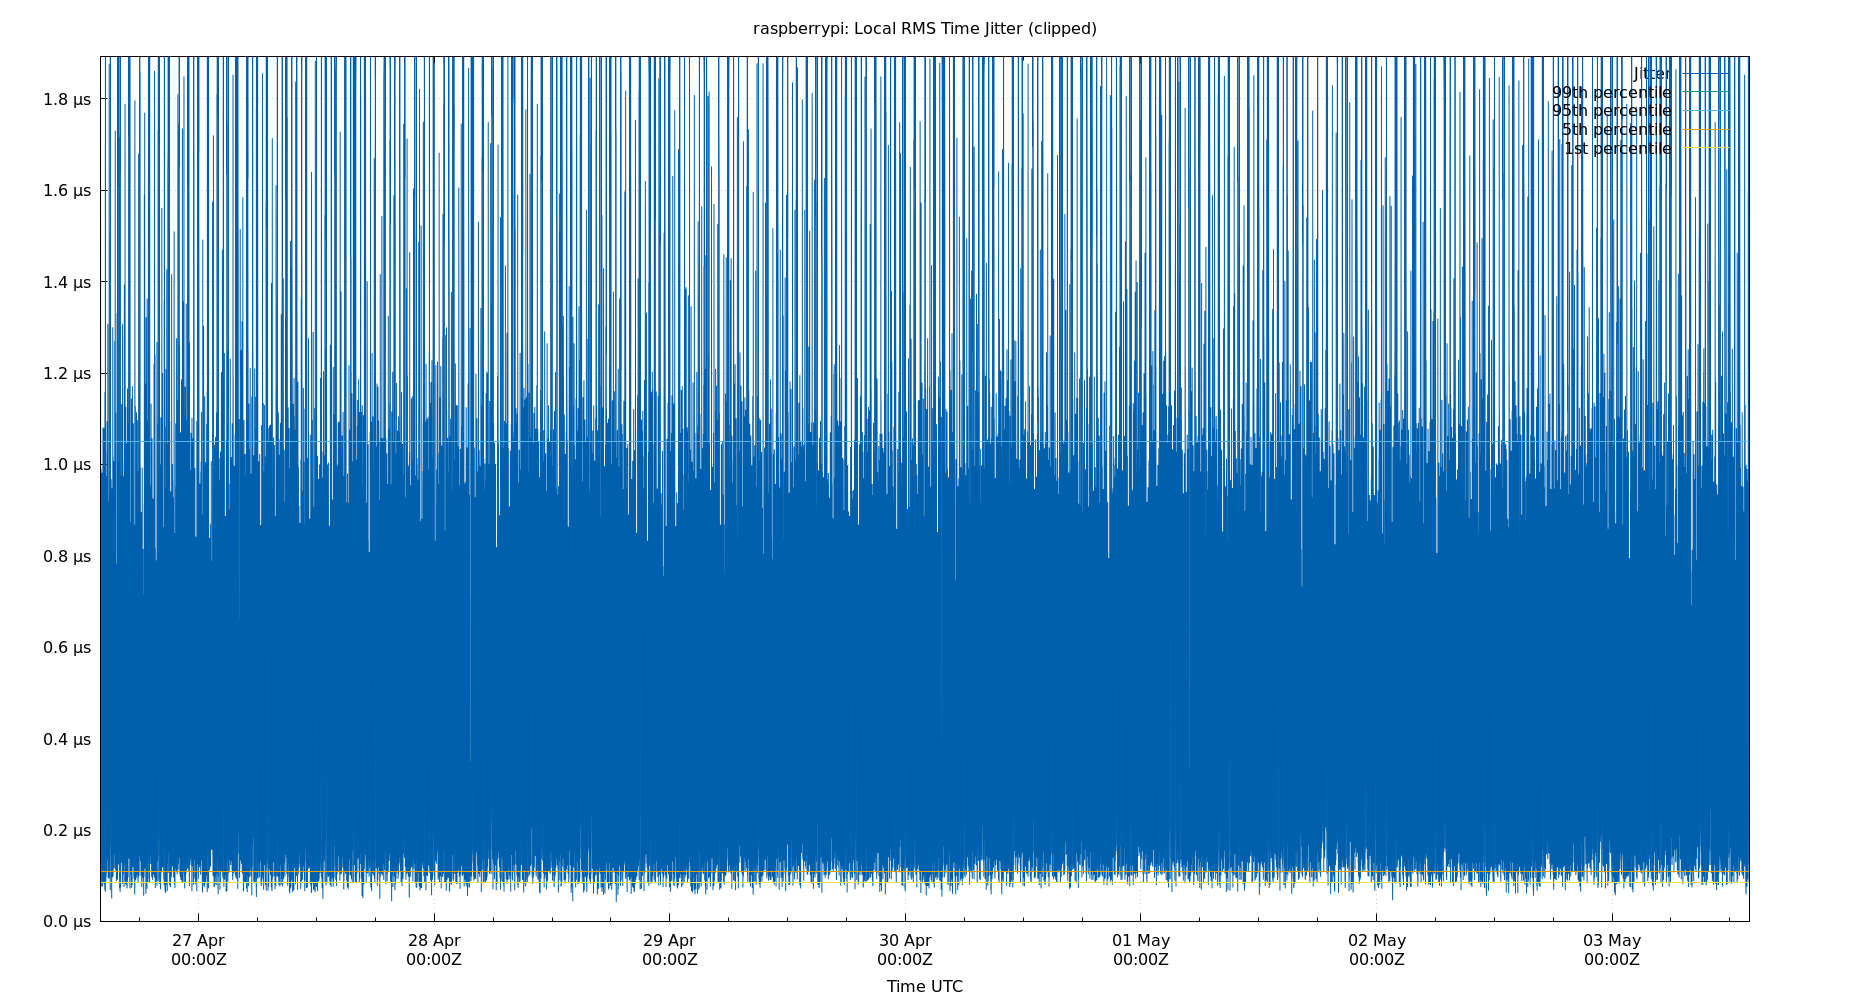 raspberrypi: Local RMS Time Jitter (clipped)
Jitter
99th percentile
95th percentile
5th percentile
1st percentile
1.8 µs
1.6 µs
1.4 µs
1.2 µs
1.0 µs
0.8 µs
0.6 µs
0.4 µs
0.2 µs
0.0 µs
27 Apr 28 Apr 29 Apr 30 Apr 01 May 02 May 03 May
00:00Z 00:00Z 00:00Z 00:00Z 00:00Z 00:00Z 00:00Z
Time UTC